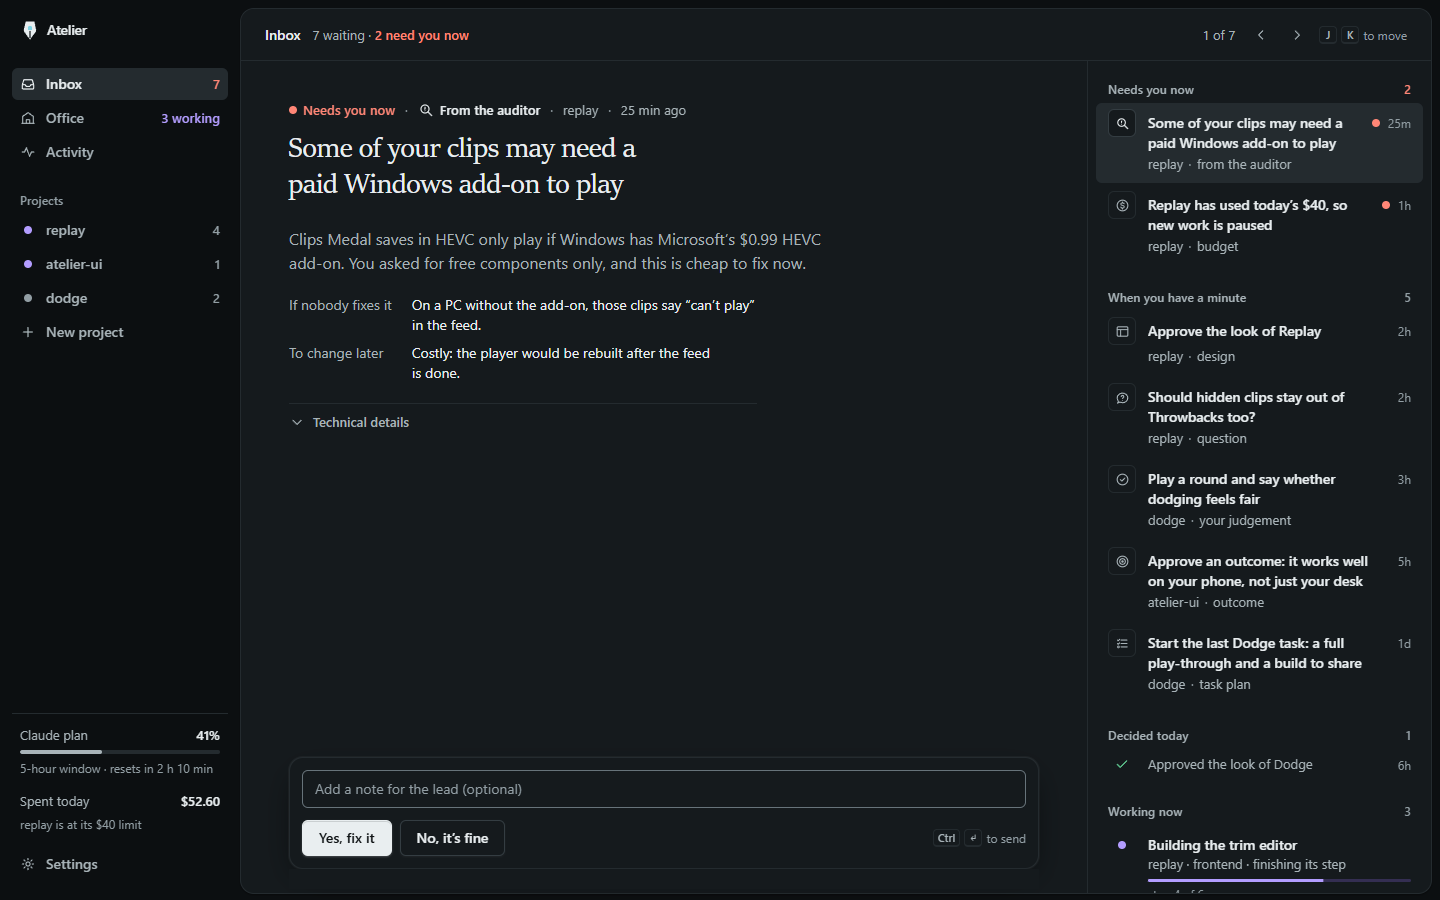 Atelier
Inbox 7
Office 3 working
Activity
Projects
replay 4
atelier-ui 1
dodge 2
New project
Claude plan 41%
5-hour window · resets in 2 h 10 min
Spent today $52.60
replay is at its $40 limit
Settings
Inbox 7 waiting · 2 need you now
1 of 7 J K to move
Needs you now · From the auditor · replay · 25 min ago
Some of your clips may need a
paid Windows add-on to play
Clips Medal saves in HEVC only play if Windows has Microsoft’s $0.99 HEVC
add-on. You asked for free components only, and this is cheap to fix now.
If nobody fixes it On a PC without the add-on, those clips say “can’t play”
in the feed.
To change later Costly: the player would be rebuilt after the feed
is done.
Technical details
Add a note for the lead (optional)
Yes, fix it No, it’s fine Ctrl ↵ to send
Needs you now 2
Some of your clips may need a 25m
paid Windows add-on to play
replay · from the auditor
Replay has used today’s $40, so 1h
new work is paused
replay · budget
When you have a minute 5
Approve the look of Replay 2h
replay · design
Should hidden clips stay out of 2h
Throwbacks too?
replay · question
Play a round and say whether 3h
dodging feels fair
dodge · your judgement
Approve an outcome: it works well 5h
on your phone, not just your desk
atelier-ui · outcome
Start the last Dodge task: a full 1d
play-through and a build to share
dodge · task plan
Decided today 1
Approved the look of Dodge 6h
Working now 3
Building the trim editor
replay · frontend · finishing its step